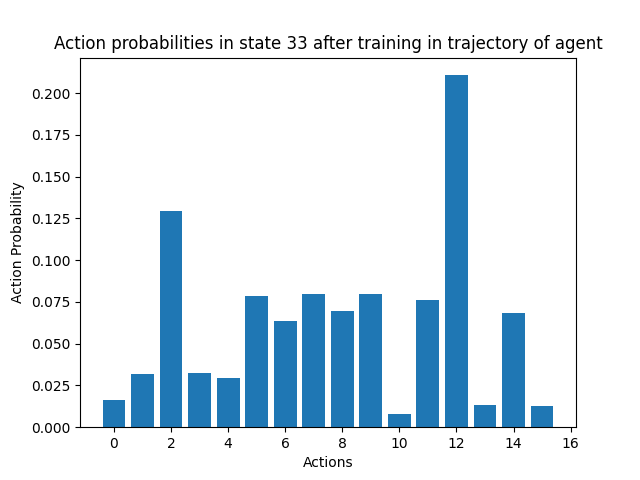 Action probabilities in state 33 after training in trajectory of agent
0.200
0.175
0.150
0.125
0.100
0.075
0.050
0.025
0.000
Action Probability
0 2 4 6 8 10 12 14 16
Actions